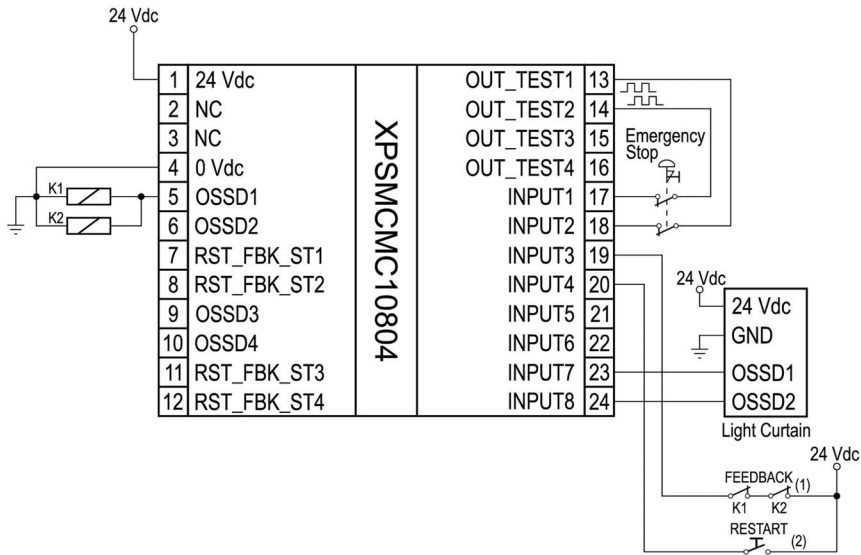 24 Vdc
1 24 Vdc
2 NC
3 NC
4 0 Vdc
5 OSSD1
6 OSSD2
7 RST_FBK_ST1
8 RST_FBK_ST2
9 OSSD3
10 OSSD4
11 RST_FBK_ST3
12 RST_FBK_ST4
K1
K2
XPSMCMC10804
OUT_TEST1 13
OUT_TEST2 14
OUT_TEST3 15
OUT_TEST4 16
INPUT1 17
INPUT2 18
INPUT3 19
INPUT4 20
INPUT5 21
INPUT6 22
INPUT7 23
INPUT8 24
Emergency
Stop
24 Vdc
24 Vdc
GND
OSSD1
OSSD2
Light Curtain
24 Vdc
FEEDBACK (1)
K1 K2
RESTART
(2)